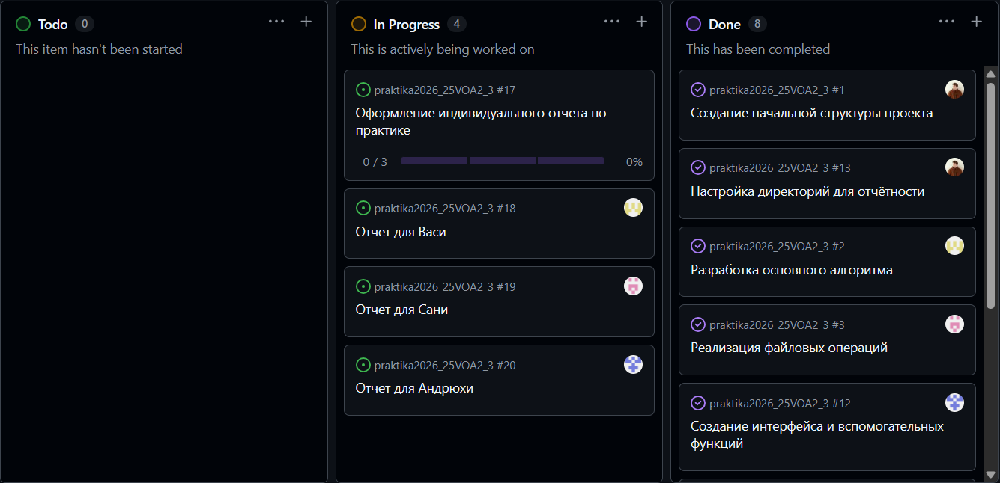 Todo 0
This item hasn't been started
In Progress 4
This is actively being worked on
praktika2026_25VOA2_3 #17
Оформление индивидуального отчета по
практике
0 / 3 0%
praktika2026_25VOA2_3 #18
Отчет для Васи
praktika2026_25VOA2_3 #19
Отчет для Сани
praktika2026_25VOA2_3 #20
Отчет для Андрюхи
Done 8
This has been completed
praktika2026_25VOA2_3 #1
Создание начальной структуры проекта
praktika2026_25VOA2_3 #13
Настройка директорий для отчётности
praktika2026_25VOA2_3 #2
Разработка основного алгоритма
praktika2026_25VOA2_3 #3
Реализация файловых операций
praktika2026_25VOA2_3 #12
Создание интерфейса и вспомогательных
функций